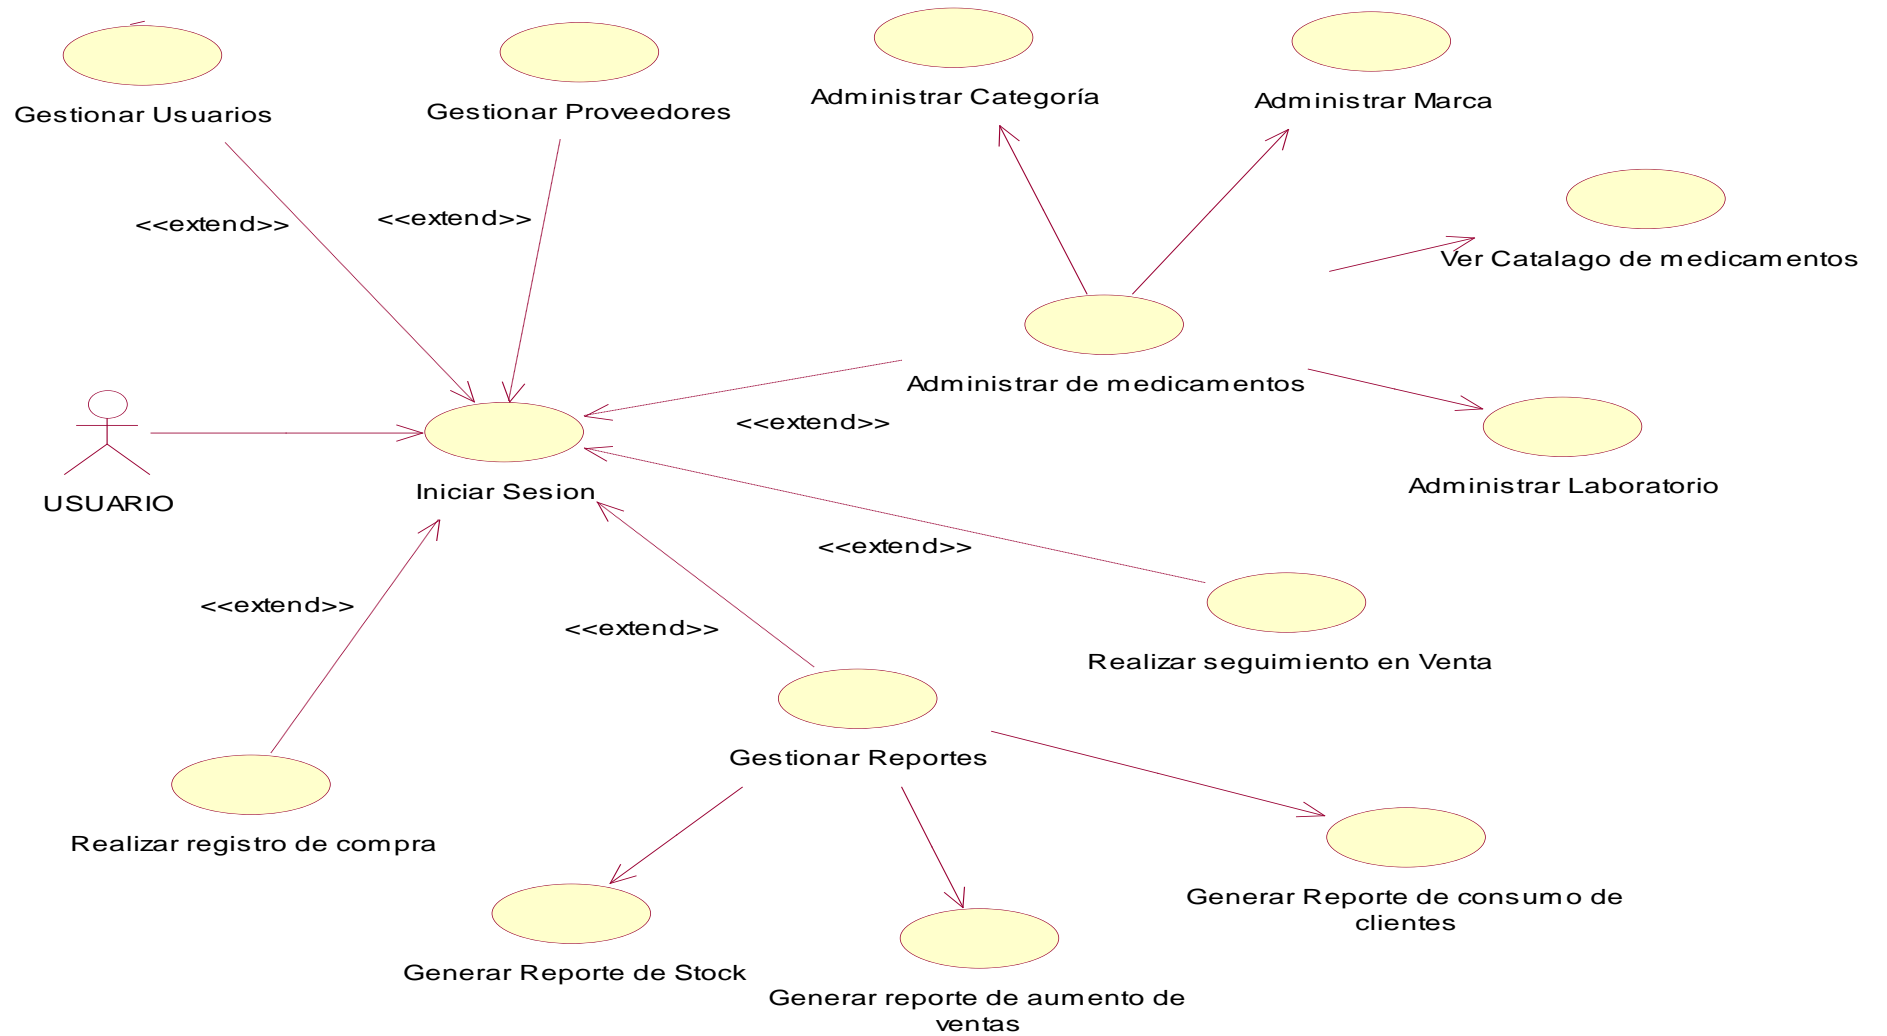 Administrar Categoría
Administrar Marca
Gestionar Usuarios
Gestionar Proveedores
<<extend>>
<<extend>>
Ver Catalago de medicamentos
Administrar de medicamentos
<<extend>>
Iniciar Sesion
USUARIO
Administrar Laboratorio
<<extend>>
<<extend>>
<<extend>>
Realizar seguimiento en Venta
Gestionar Reportes
Realizar registro de compra
Generar Reporte de consumo de
clientes
Generar Reporte de Stock
Generar reporte de aumento de
ventas